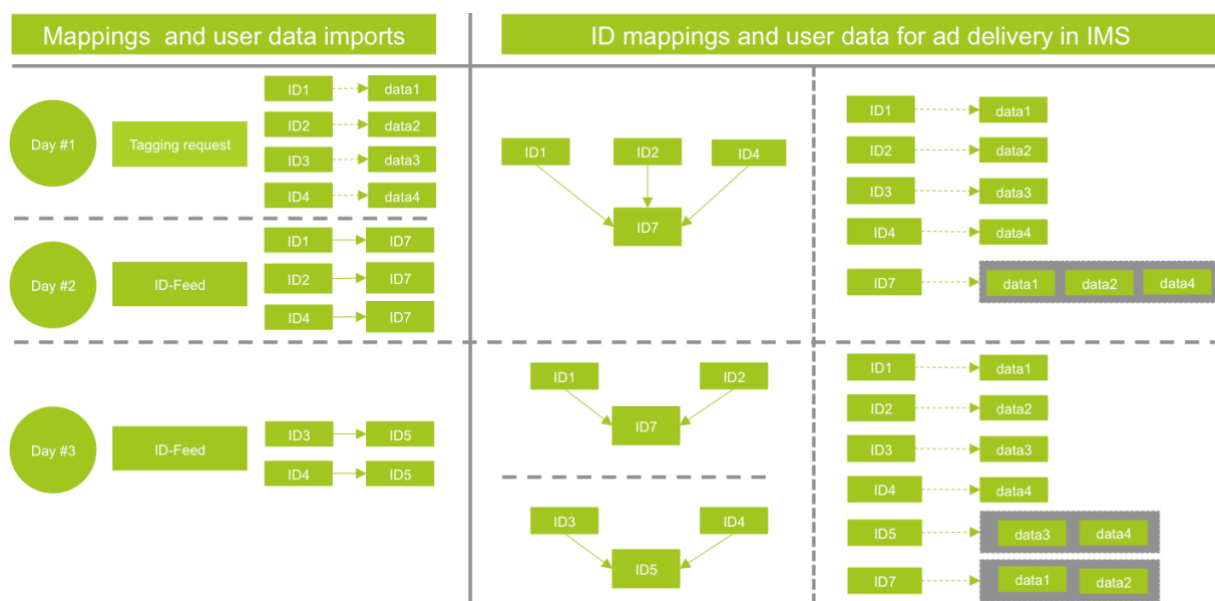 Mappings and user data imports
ID mappings and user data for ad delivery in IMS
Day #1
Tagging request
ID1 data1
ID2 data2
ID3 data3
ID4 data4
Day #2
ID-Feed
ID1 ID7
ID2 ID7
ID4 ID7
ID1 ID2 ID4
ID7
ID1 data1
ID2 data2
ID3 data3
ID4 data4
ID7 data1 data2 data4
Day #3
ID-Feed
ID3 ID5
ID4 ID5
ID1 ID2
ID7
ID3 ID4
ID5
ID1 data1
ID2 data2
ID3 data3
ID4 data4
ID5 data3 data4
ID7 data1 data2